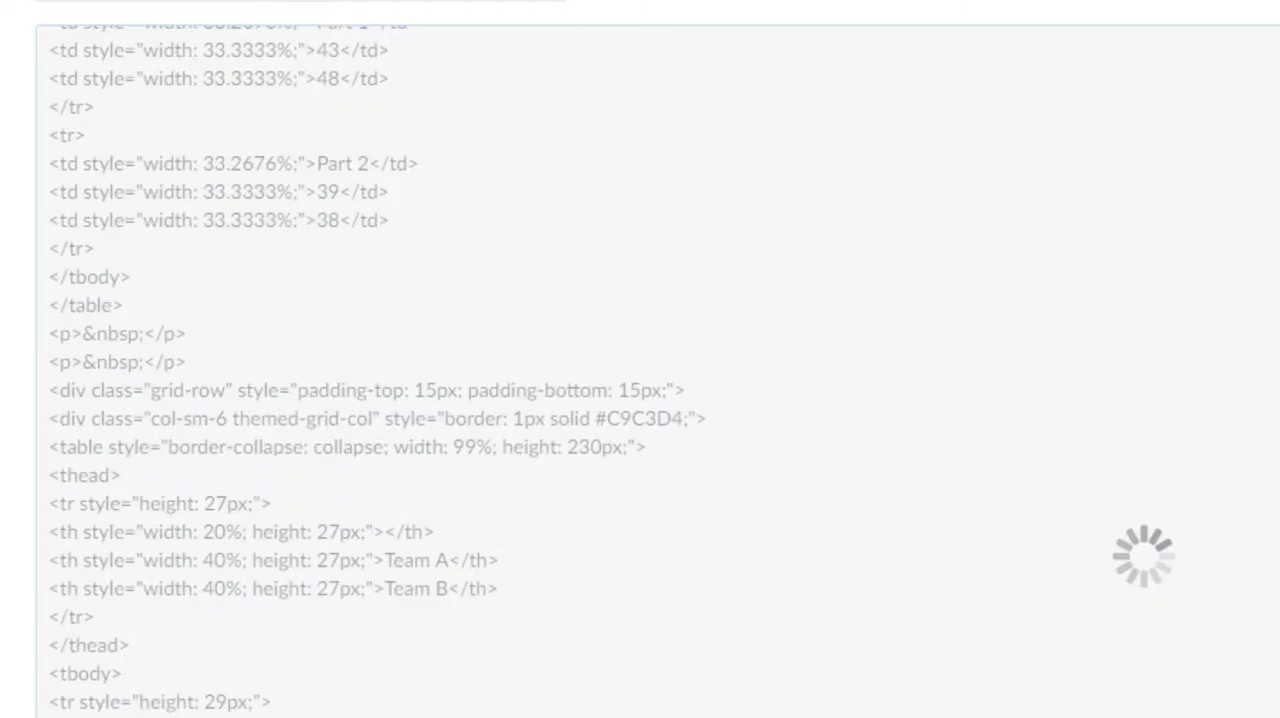 <td style="width: 33.3333%;">43</td>
<td style="width: 33.3333%;">48</td>
</tr>
<tr>
<td style="width: 33.2676%;">Part 2</td>
<td style="width: 33.3333%;">39</td>
<td style="width: 33.3333%;">38</td>
</tr>
</tbody>
</table>
<p>&nbsp;</p>
<p>&nbsp;</p>
<div class="grid-row" style="padding-top: 15px; padding-bottom: 15px;">
<div class="col-sm-6 themed-grid-col" style="border: 1px solid #C9C3D4;">
<table style="border-collapse: collapse; width: 99%; height: 230px;">
<thead>
<tr style="height: 27px;">
<th style="width: 20%; height: 27px;"></th>
<th style="width: 40%; height: 27px;">Team A</th>
<th style="width: 40%; height: 27px;">Team B</th>
</tr>
</thead>
<tbody>
<tr style="height: 29px;">